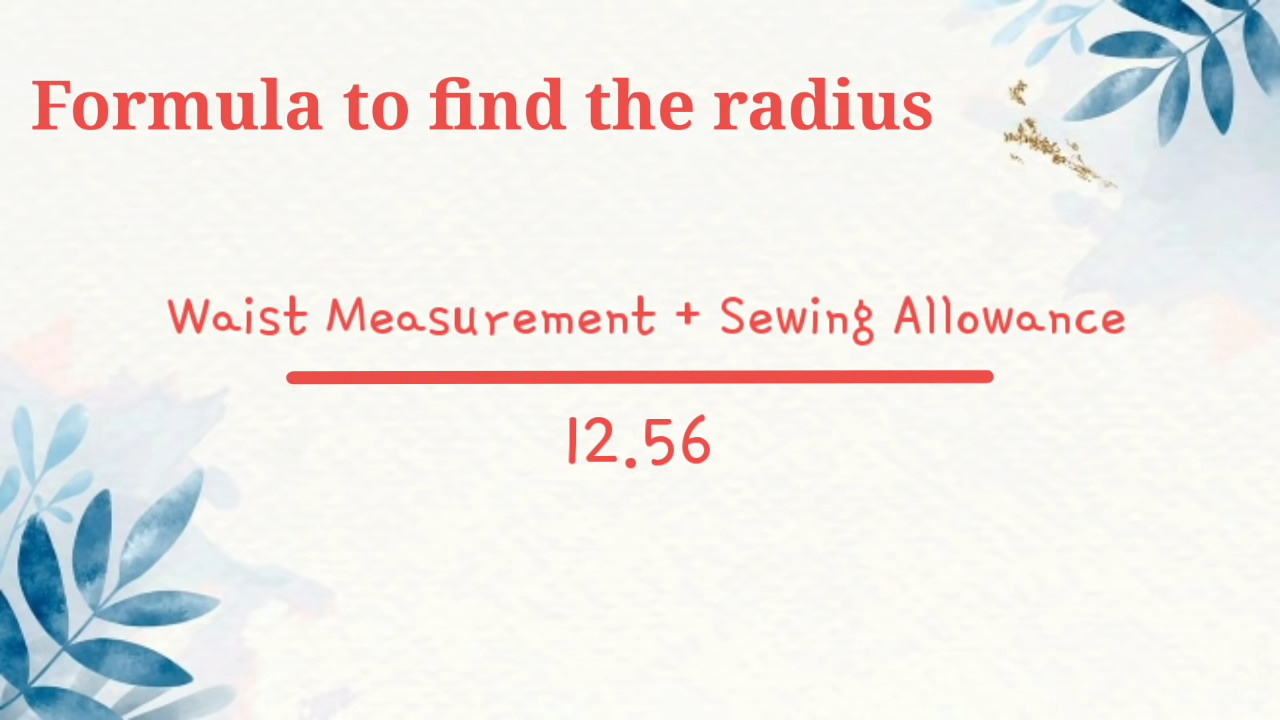 Formula to find the radius
Waist Measurement + Sewing Allowance
12.56